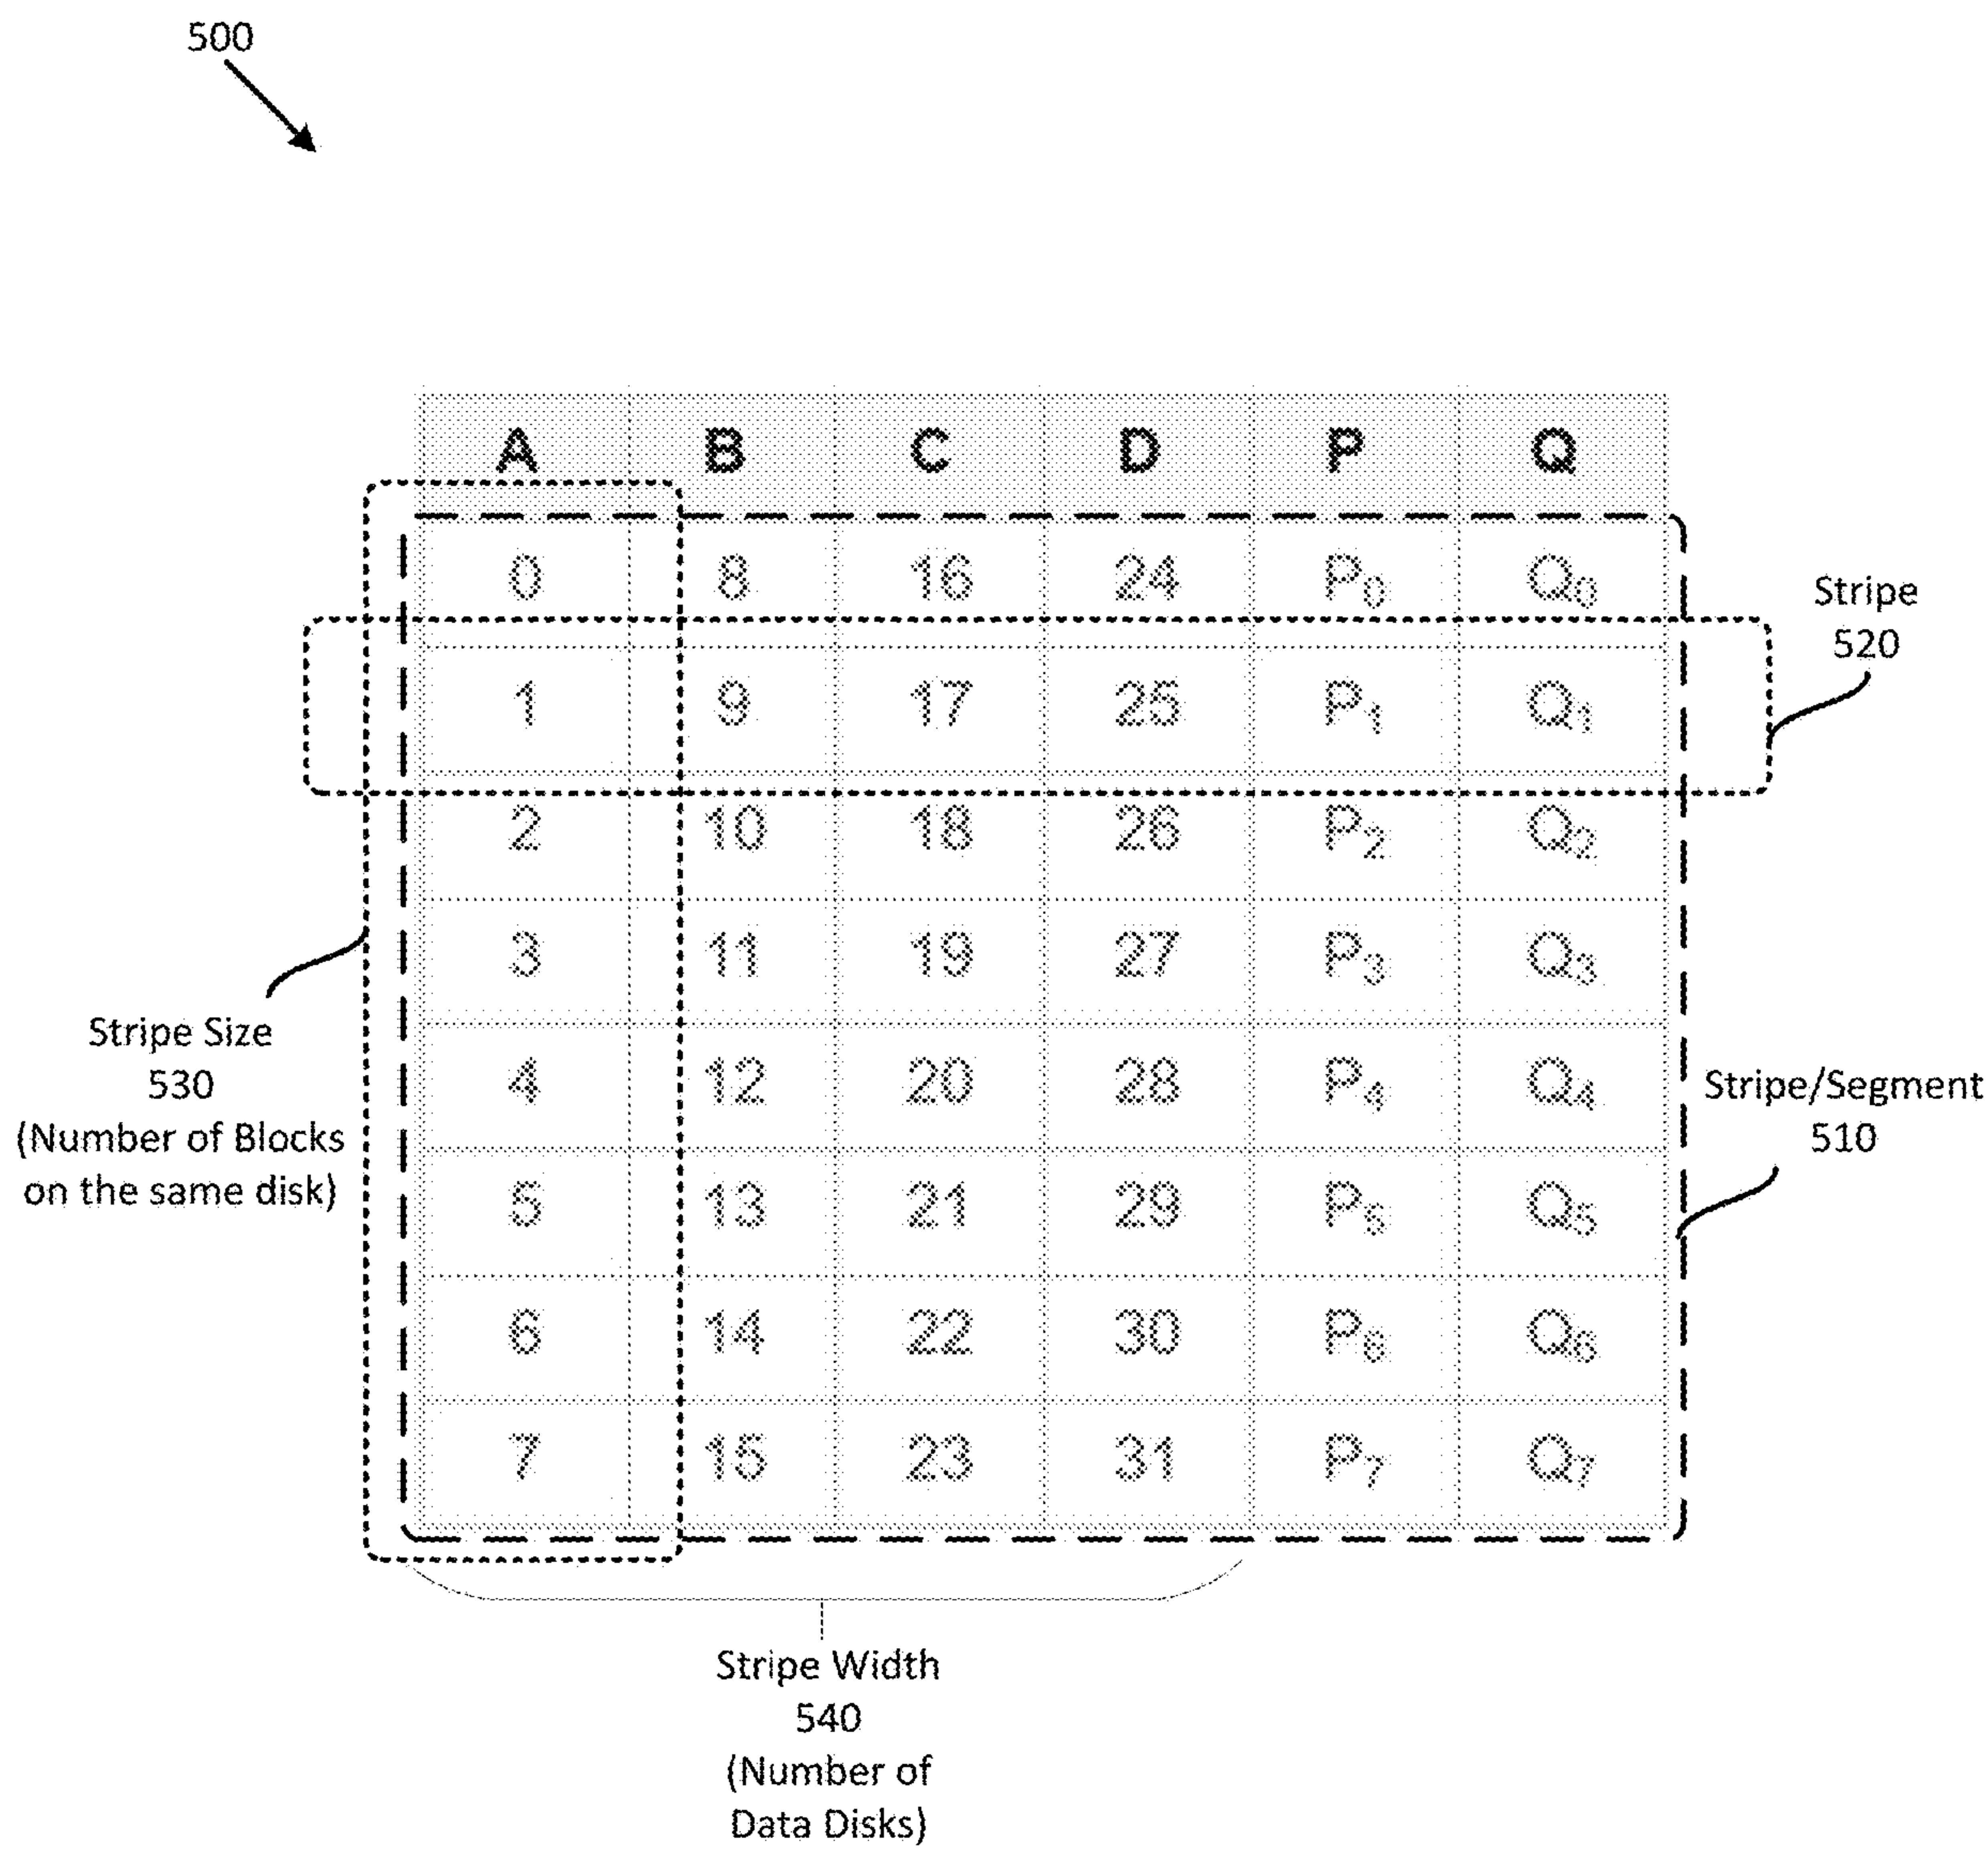 500
A B C D P Q
0 8 16 24 P0 Q0
Stripe
520
1 9 17 25 P1 Q1
2 10 18 26 P2 Q2
3 11 19 27 P3 Q3
Stripe Size
530
(Number of Blocks
on the same disk)
4 12 20 28 P4 Q4
Stripe/Segment
510
5 13 21 29 P5 Q5
6 14 22 30 P6 Q6
7 15 23 31 P7 Q7
Stripe Width
540
(Number of
Data Disks)